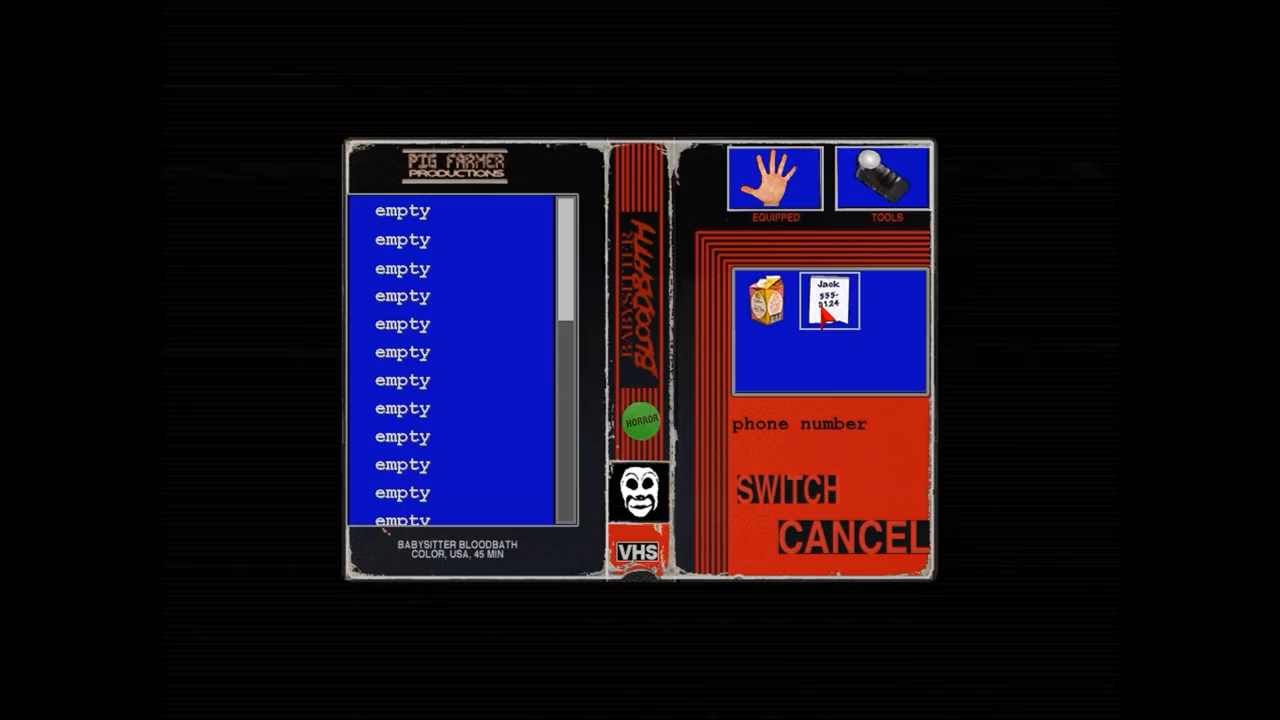 PIG FARMER
PRODUCTIONS
empty
empty
empty
empty
empty
empty
empty
empty
empty
empty
empty
empty
BABYSITTER BLOODBATH
COLOR, USA, 45 MIN
BABYSITTER
BLOODBATH
HORROR
VHS
EQUIPPED
TOOLS
Jack
555-
0124
phone number
SWITCH
CANCEL